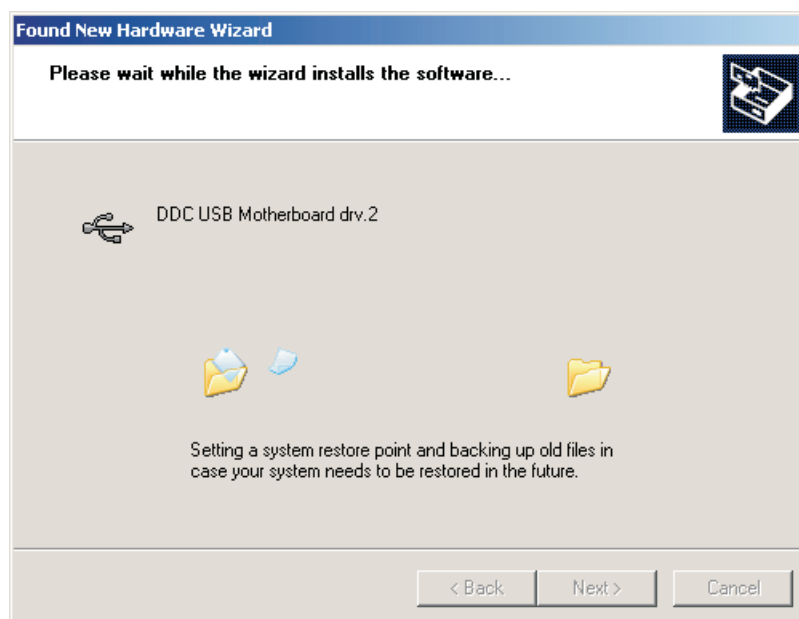 Found New Hardware Wizard
Please wait while the wizard installs the software...
DDC USB Motherboard drv.2
Setting a system restore point and backing up old files in
case your system needs to be restored in the future.
< Back Next > Cancel